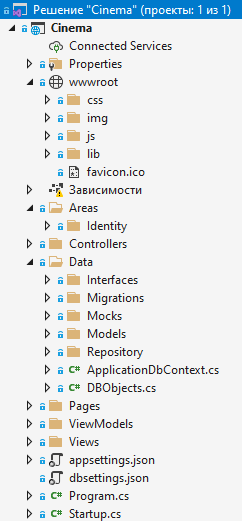 Решение "Cinema" (проекты: 1 из 1)
Cinema
Connected Services
Properties
wwwroot
css
img
js
lib
favicon.ico
Зависимости
Areas
Identity
Controllers
Data
Interfaces
Migrations
Mocks
Models
Repository
C# ApplicationDbContext.cs
C# DBObjects.cs
Pages
ViewModels
Views
appsettings.json
dbsettings.json
C# Program.cs
C# Startup.cs